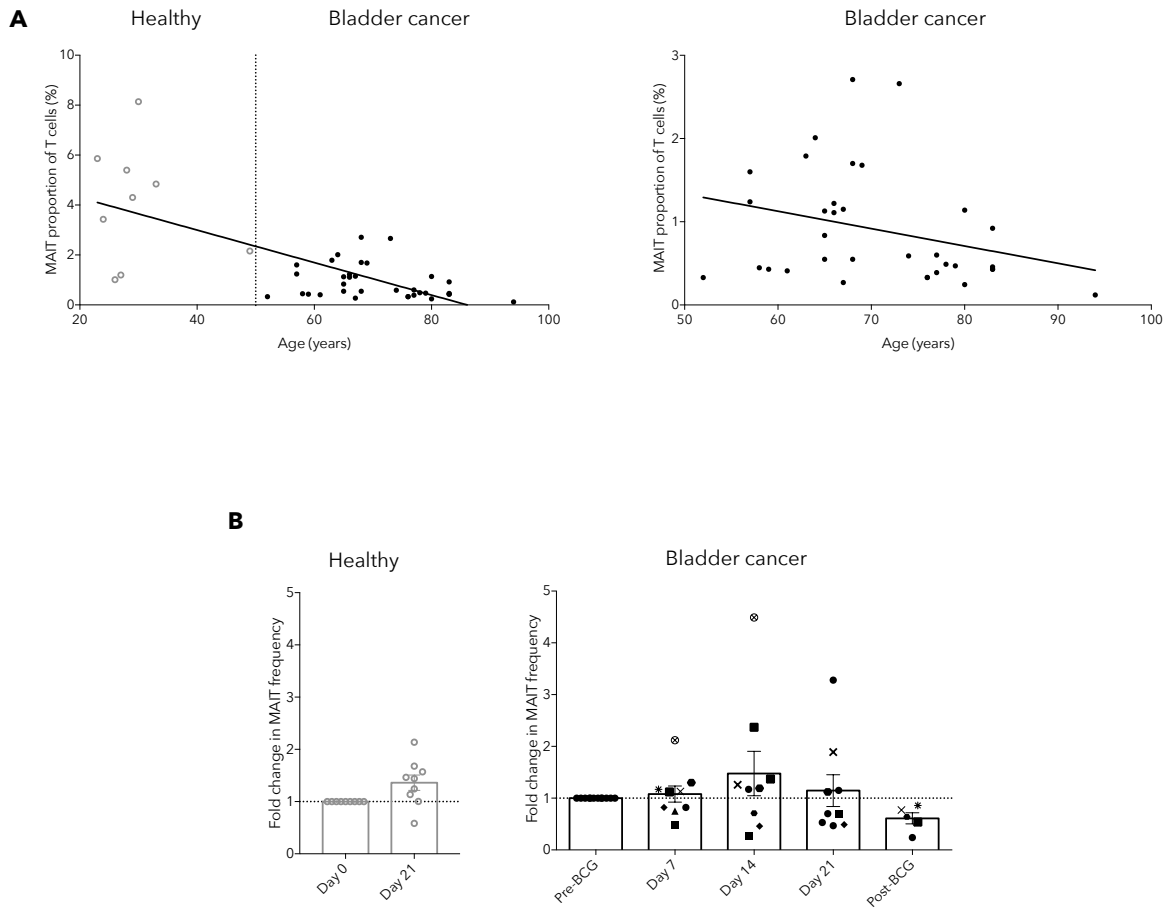 A
Healthy
Bladder cancer
Bladder cancer
MAIT proportion of T cells (%)
10
8
6
4
2
0
20
40
60
80
100
Age (years)
MAIT proportion of T cells (%)
3
2
1
0
50
60
70
80
90
100
Age (years)
B
Healthy
Bladder cancer
Fold change in MAIT frequency
5
4
3
2
1
0
Day 0
Day 21
Fold change in MAIT frequency
5
4
3
2
1
0
Pre-BCG
Day 7
Day 14
Day 21
Post-BCG